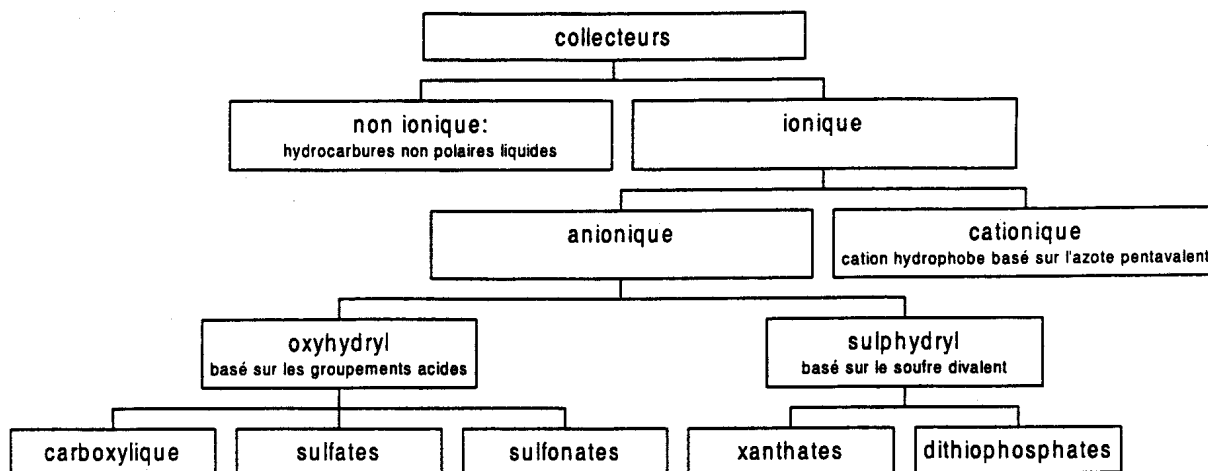 collecteurs
non ionique:
hydrocarbures non polaires liquides
ionique
anionique
cationique
cation hydrophobe basé sur l'azote pentavalent
oxyhydryl
basé sur les groupements acides
sulphydryl
basé sur le soufre divalent
carboxylique
sulfates
sulfonates
xanthates
dithiophosphates